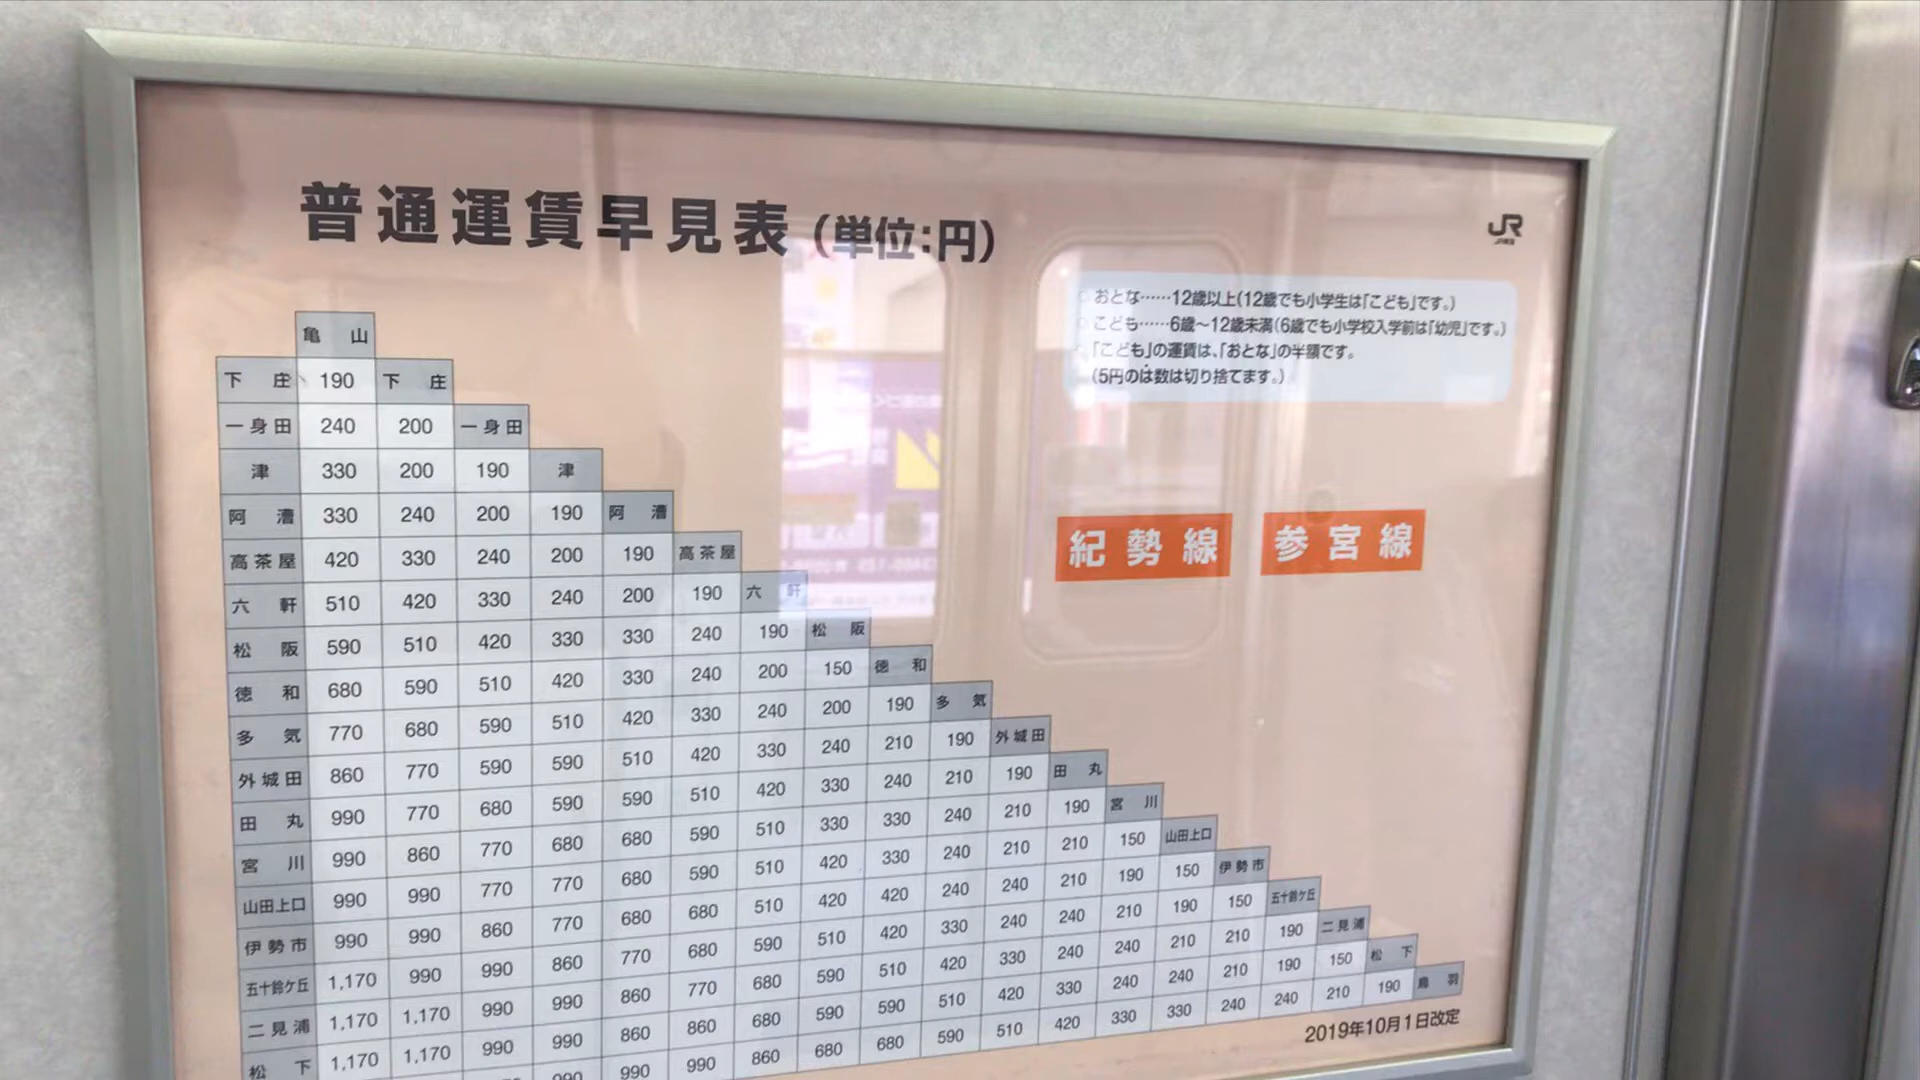 普通運賃早見表(単位:円)
JR
おとな……12歳以上(12歳でも小学生は「こども」です。)
こども……6歳～12歳未満(6歳でも小学校入学前は「幼児」です。)
「こども」の運賃は、「おとな」の半額です。
(5円のは数は切り捨てます。)
紀勢線 参宮線
亀山
下庄 190 下庄
一身田 240 200 一身田
津 330 200 190 津
阿漕 330 240 200 190 阿漕
高茶屋 420 330 240 200 190 高茶屋
六軒 510 420 330 240 200 190 六軒
松阪 590 510 420 330 330 240 190 松阪
徳和 680 590 510 420 330 240 200 150 徳和
多気 770 680 590 510 420 330 240 200 190 多気
外城田 860 770 590 590 510 420 330 240 210 190 外城田
田丸 990 770 680 590 590 510 420 330 240 210 190 田丸
宮川 990 860 770 680 680 590 510 330 330 240 210 190 宮川
山田上口 990 990 770 770 680 590 510 420 330 240 210 210 150 山田上口
伊勢市 990 990 860 770 680 680 510 420 420 240 240 210 190 150 伊勢市
五十鈴ケ丘 1,170 990 990 860 770 680 590 510 420 330 240 240 210 190 150 五十鈴ケ丘
二見浦 1,170 1,170 990 990 860 770 680 590 510 420 330 240 240 210 210 190 二見浦
松下 1,170 1,170 990 990 860 860 680 590 590 510 420 330 240 240 210 190 150 松下
990 990 990 860 680 680 590 510 420 330 330 240 240 210 190 鳥羽
2019年10月1日改定